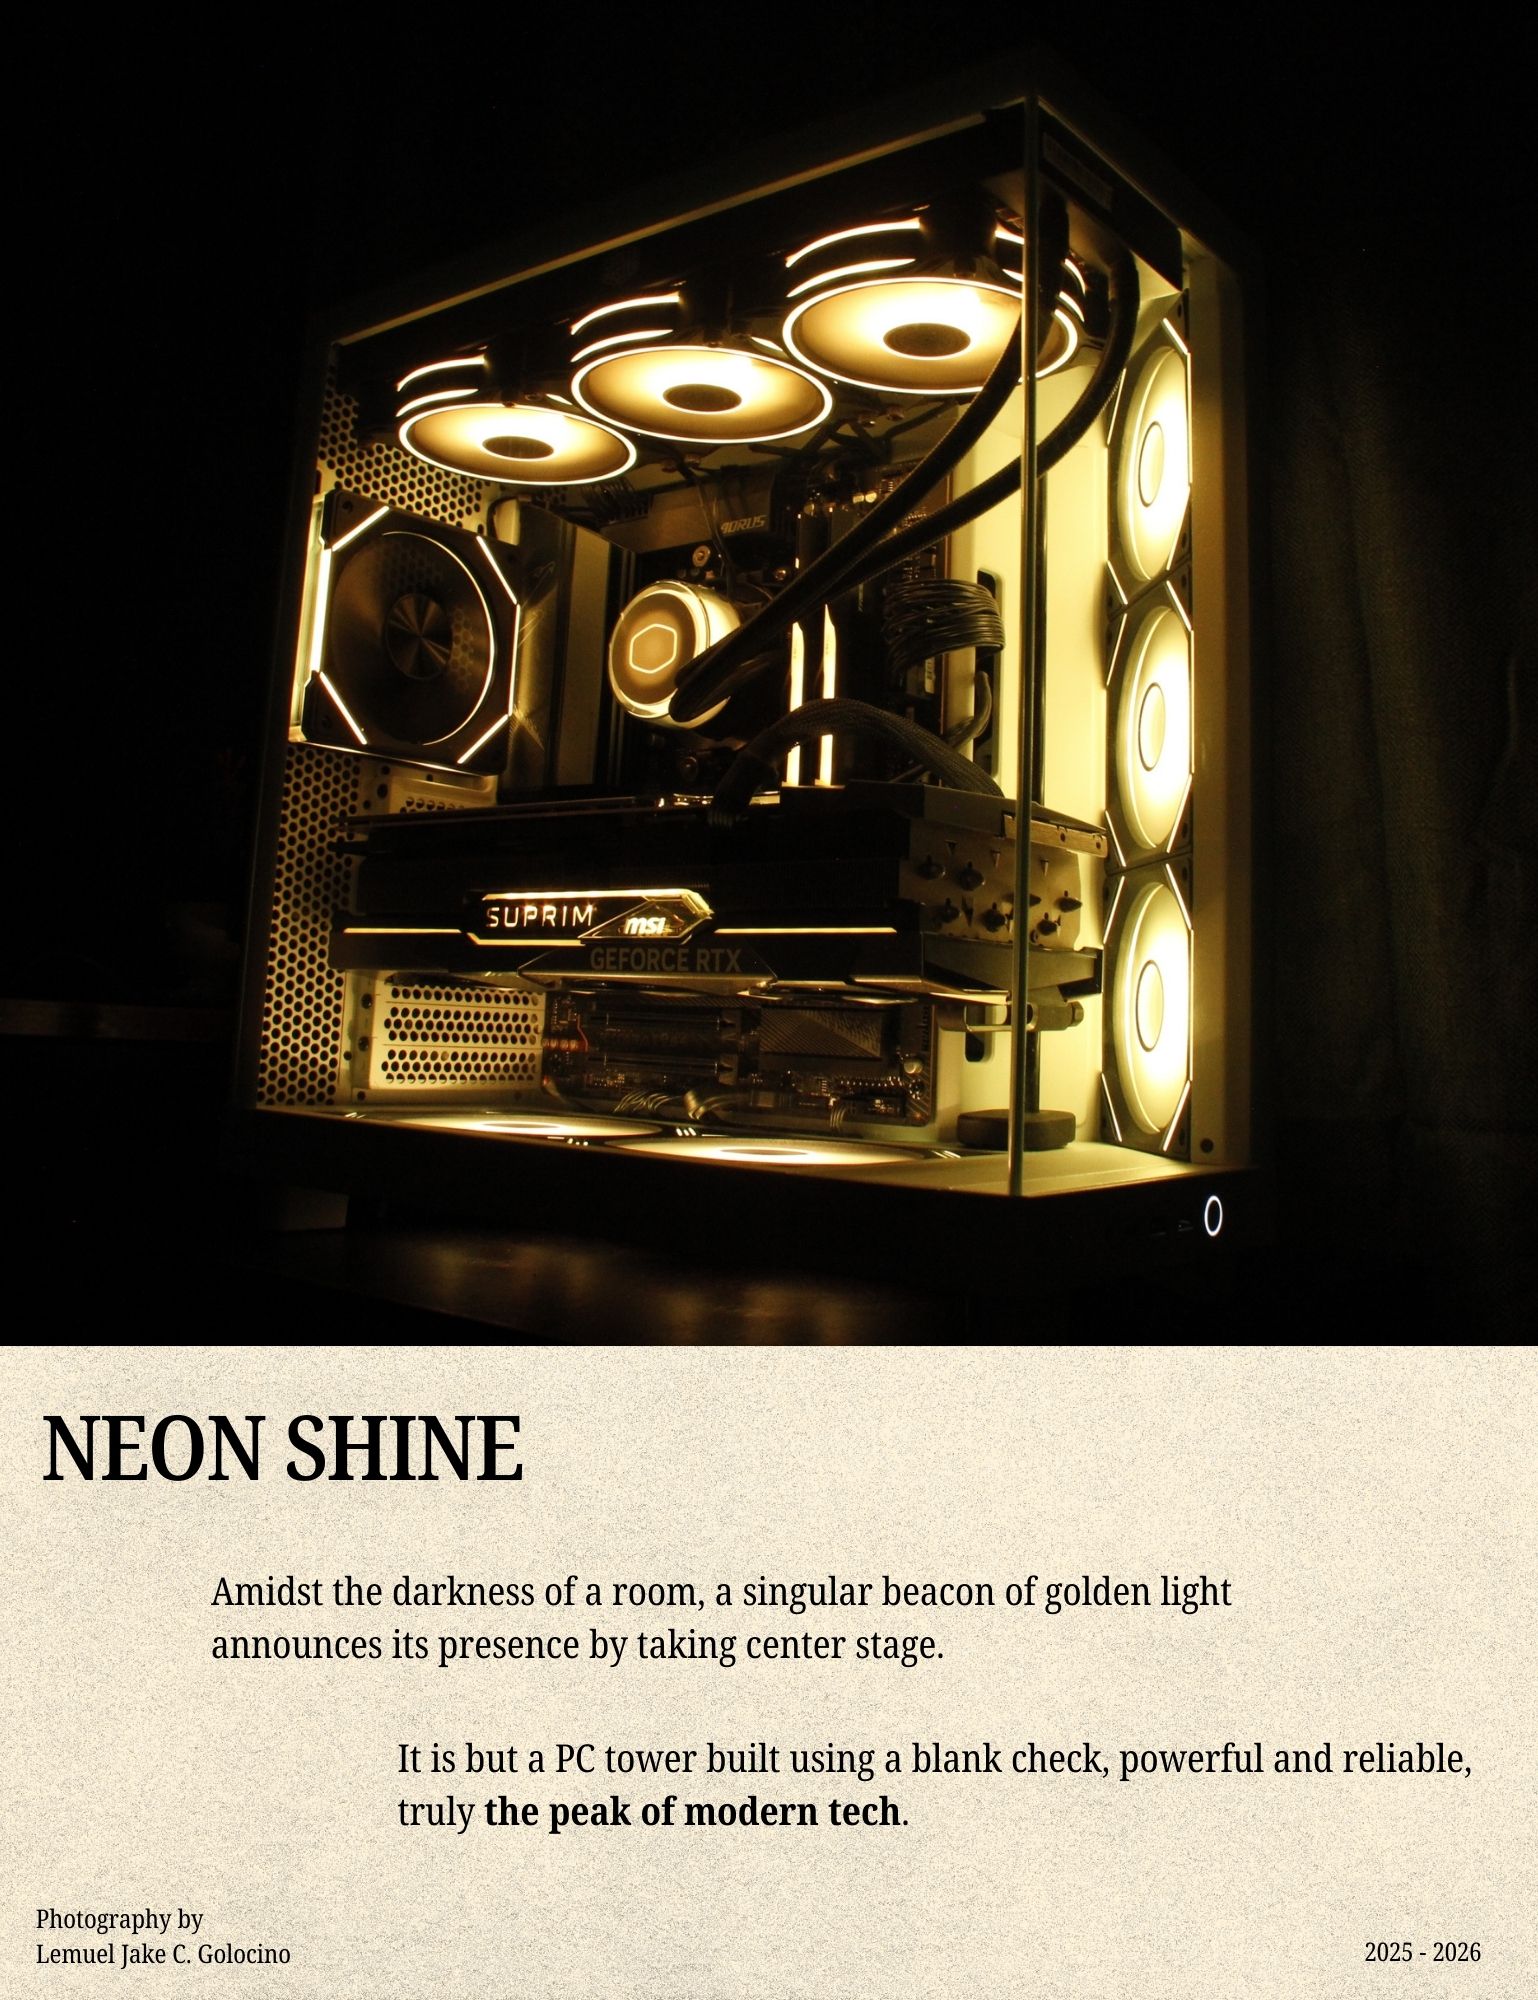 AORUS
SUPRIM
msi
GEFORCE RTX
NEON SHINE
Amidst the darkness of a room, a singular beacon of golden light
announces its presence by taking center stage.
It is but a PC tower built using a blank check, powerful and reliable,
truly the peak of modern tech.
Photography by
Lemuel Jake C. Golocino
2025 - 2026